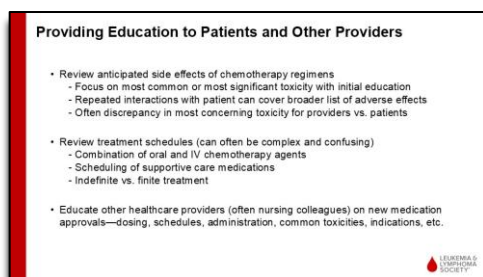 Providing Education to Patients and Other Providers
• Review anticipated side effects of chemotherapy regimens
- Focus on most common or most significant toxicity with initial education
- Repeated interactions with patient can cover broader list of adverse effects
- Often discrepancy in most concerning toxicity for providers vs. patients
• Review treatment schedules (can often be complex and confusing)
- Combination of oral and IV chemotherapy agents
- Scheduling of supportive care medications
- Indefinite vs. finite treatment
• Educate other healthcare providers (often nursing colleagues) on new medication
approvals—dosing, schedules, administration, common toxicities, indications, etc.
LEUKEMIA &
LYMPHOMA
SOCIETY